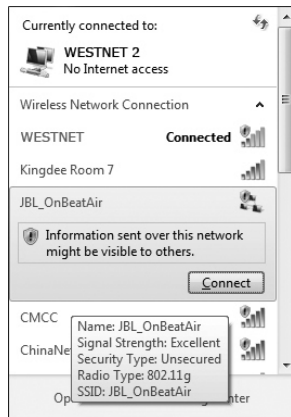 Currently connected to:
WESTNET 2
No Internet access
Wireless Network Connection
WESTNET Connected
Kingdee Room 7
JBL_OnBeatAir
Information sent over this network
might be visible to others.
Connect
CMCC
Name: JBL_OnBeatAir
Signal Strength: Excellent
Security Type: Unsecured
Radio Type: 802.11g
SSID: JBL_OnBeatAir